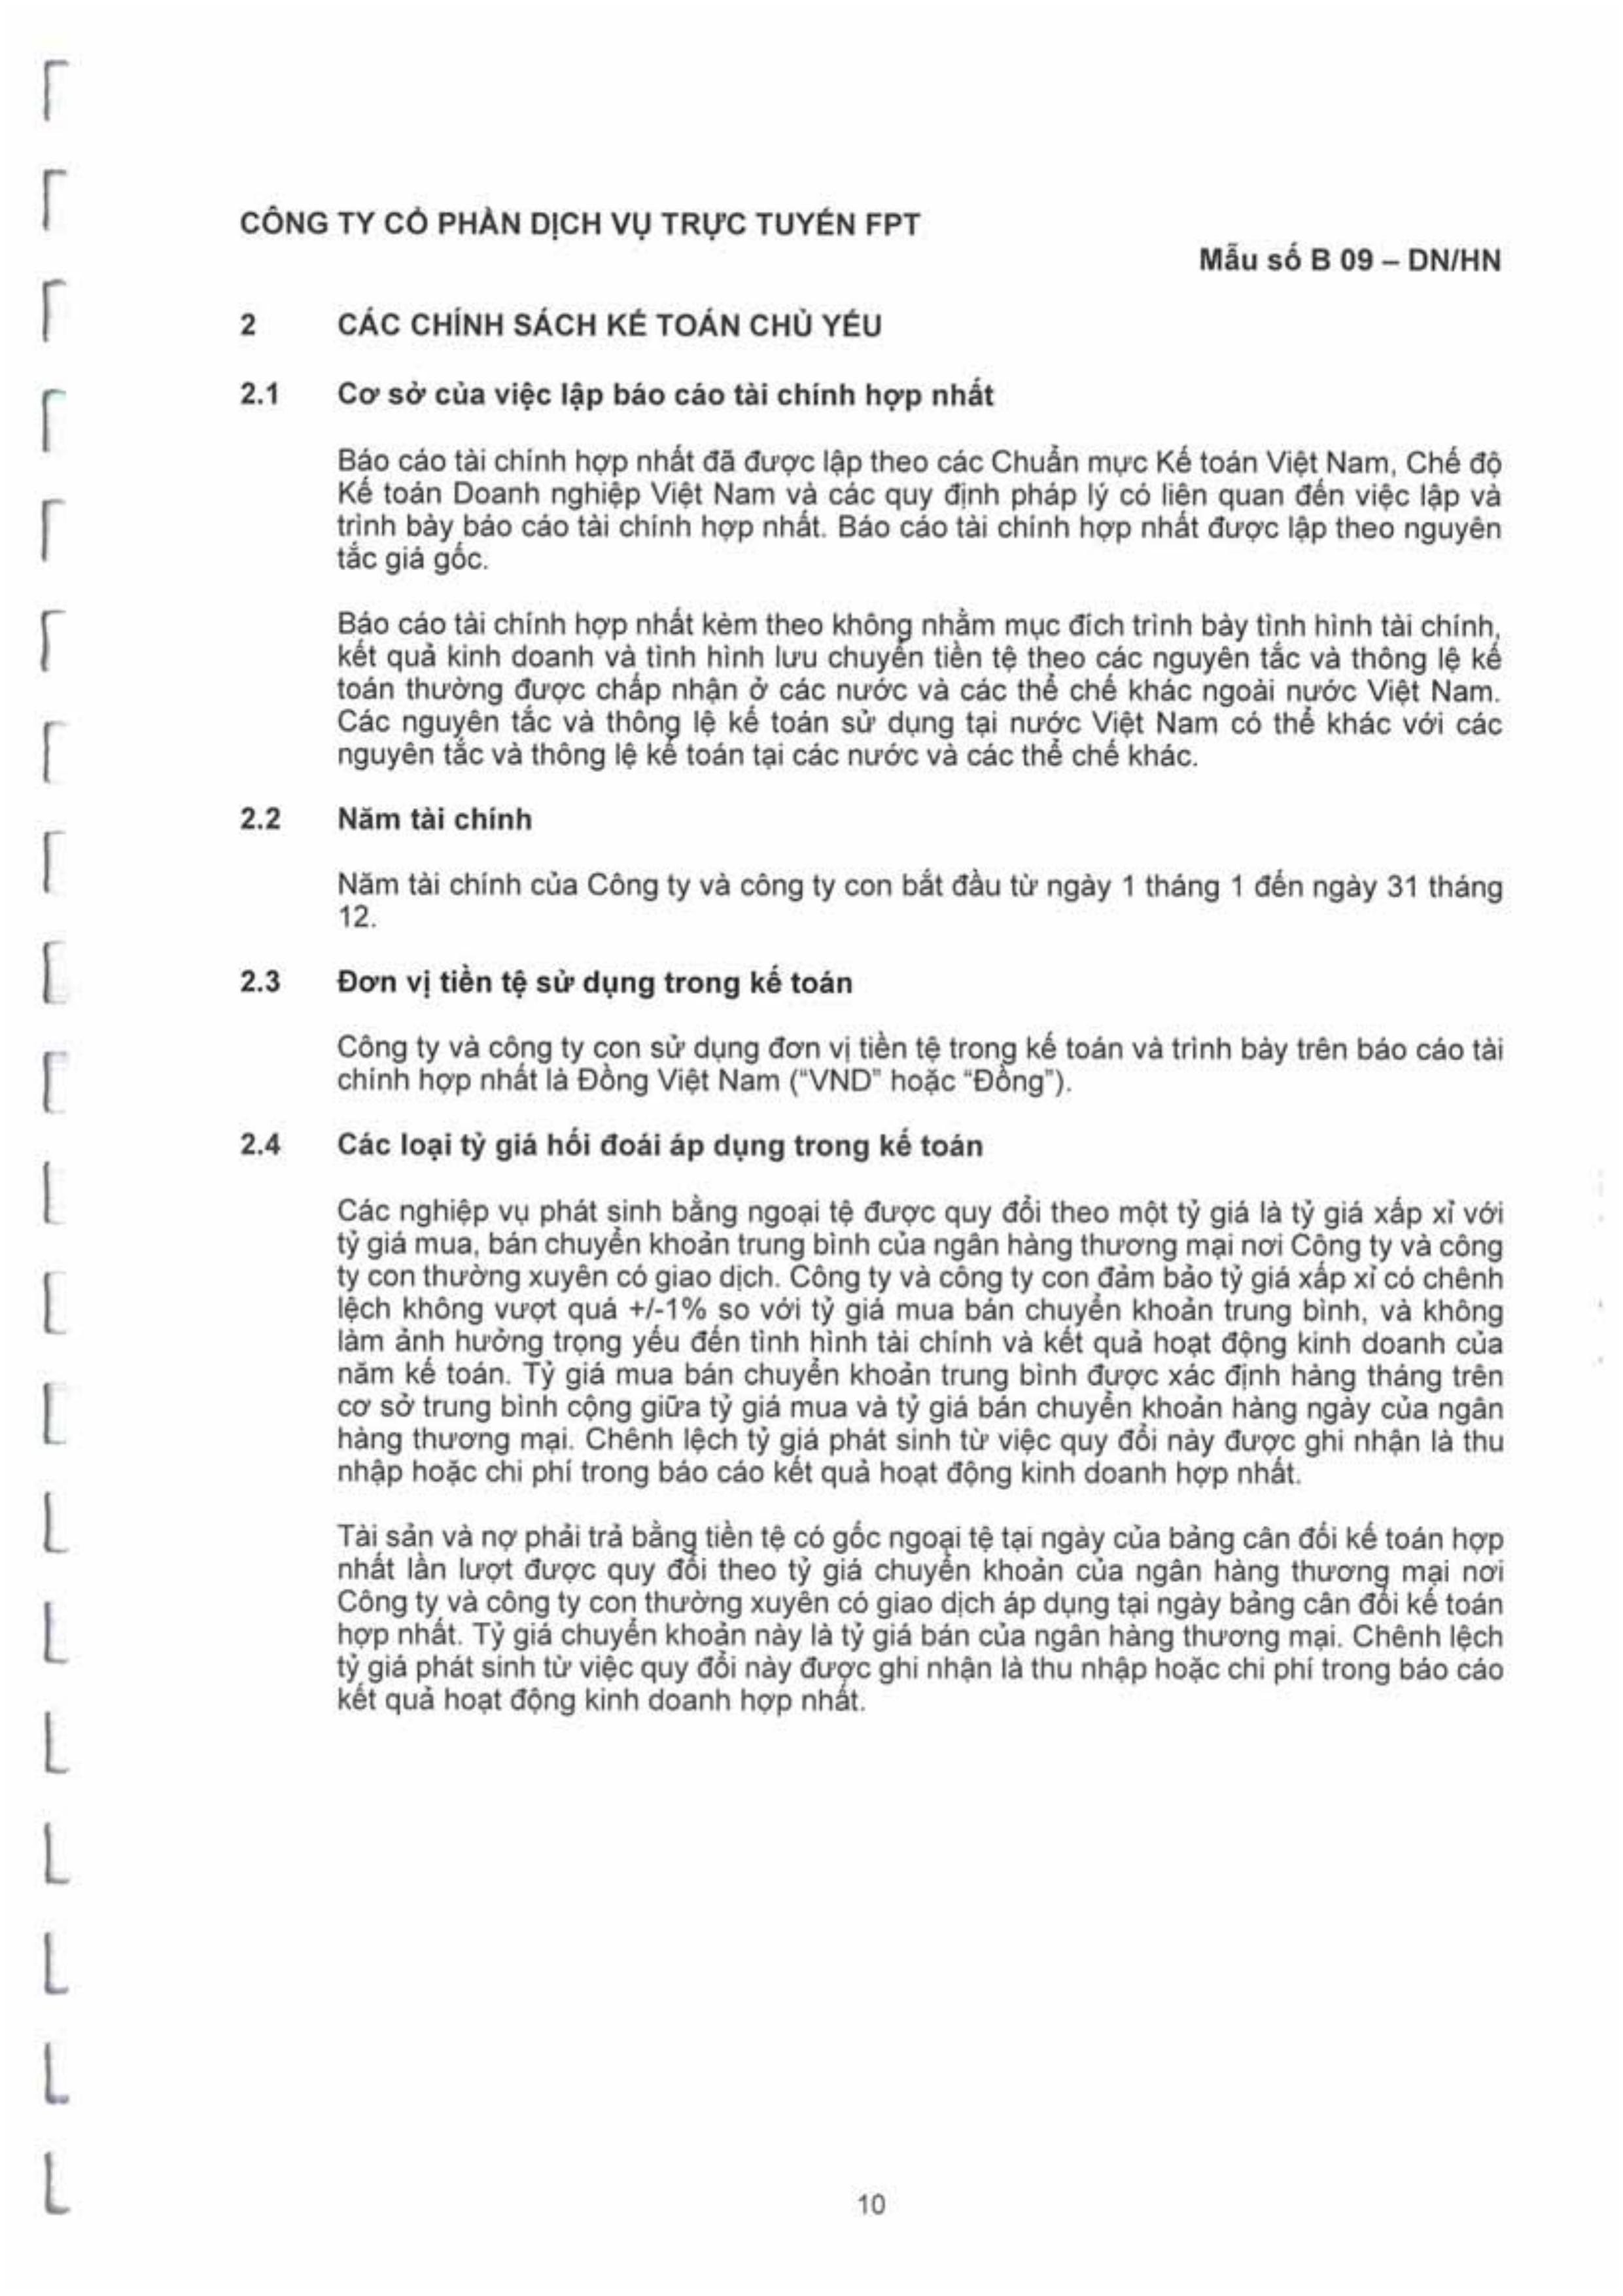 CÔNG TY CỔ PHẦN DỊCH VỤ TRỰC TUYẾN FPT
Mẫu số B 09 – DN/HN
2 CÁC CHÍNH SÁCH KẾ TOÁN CHỦ YẾU
2.1 Cơ sở của việc lập báo cáo tài chính hợp nhất
Báo cáo tài chính hợp nhất đã được lập theo các Chuẩn mực Kế toán Việt Nam, Chế độ
Kế toán Doanh nghiệp Việt Nam và các quy định pháp lý có liên quan đến việc lập và
trình bày báo cáo tài chính hợp nhất. Báo cáo tài chính hợp nhất được lập theo nguyên
tắc giá gốc.
Báo cáo tài chính hợp nhất kèm theo không nhằm mục đích trình bày tình hình tài chính,
kết quả kinh doanh và tình hình lưu chuyển tiền tệ theo các nguyên tắc và thông lệ kế
toán thường được chấp nhận ở các nước và các thể chế khác ngoài nước Việt Nam.
Các nguyên tắc và thông lệ kế toán sử dụng tại nước Việt Nam có thể khác với các
nguyên tắc và thông lệ kế toán tại các nước và các thể chế khác.
2.2 Năm tài chính
Năm tài chính của Công ty và công ty con bắt đầu từ ngày 1 tháng 1 đến ngày 31 tháng
12.
2.3 Đơn vị tiền tệ sử dụng trong kế toán
Công ty và công ty con sử dụng đơn vị tiền tệ trong kế toán và trình bày trên báo cáo tài
chính hợp nhất là Đồng Việt Nam ("VND" hoặc "Đồng").
2.4 Các loại tỷ giá hối đoái áp dụng trong kế toán
Các nghiệp vụ phát sinh bằng ngoại tệ được quy đổi theo một tỷ giá là tỷ giá xấp xỉ với
tỷ giá mua, bán chuyển khoản trung bình của ngân hàng thương mại nơi Công ty và công
ty con thường xuyên có giao dịch. Công ty và công ty con đảm bảo tỷ giá xấp xỉ có chênh
lệch không vượt quá +/-1% so với tỷ giá mua bán chuyển khoản trung bình, và không
làm ảnh hưởng trọng yếu đến tình hình tài chính và kết quả hoạt động kinh doanh của
năm kế toán. Tỷ giá mua bán chuyển khoản trung bình được xác định hàng tháng trên
cơ sở trung bình cộng giữa tỷ giá mua và tỷ giá bán chuyển khoản hàng ngày của ngân
hàng thương mại. Chênh lệch tỷ giá phát sinh từ việc quy đổi này được ghi nhận là thu
nhập hoặc chi phí trong báo cáo kết quả hoạt động kinh doanh hợp nhất.
Tài sản và nợ phải trả bằng tiền tệ có gốc ngoại tệ tại ngày của bảng cân đối kế toán hợp
nhất lần lượt được quy đổi theo tỷ giá chuyển khoản của ngân hàng thương mại nơi
Công ty và công ty con thường xuyên có giao dịch áp dụng tại ngày bảng cân đối kế toán
hợp nhất. Tỷ giá chuyển khoản này là tỷ giá bán của ngân hàng thương mại. Chênh lệch
tỷ giá phát sinh từ việc quy đổi này được ghi nhận là thu nhập hoặc chi phí trong báo cáo
kết quả hoạt động kinh doanh hợp nhất.
10